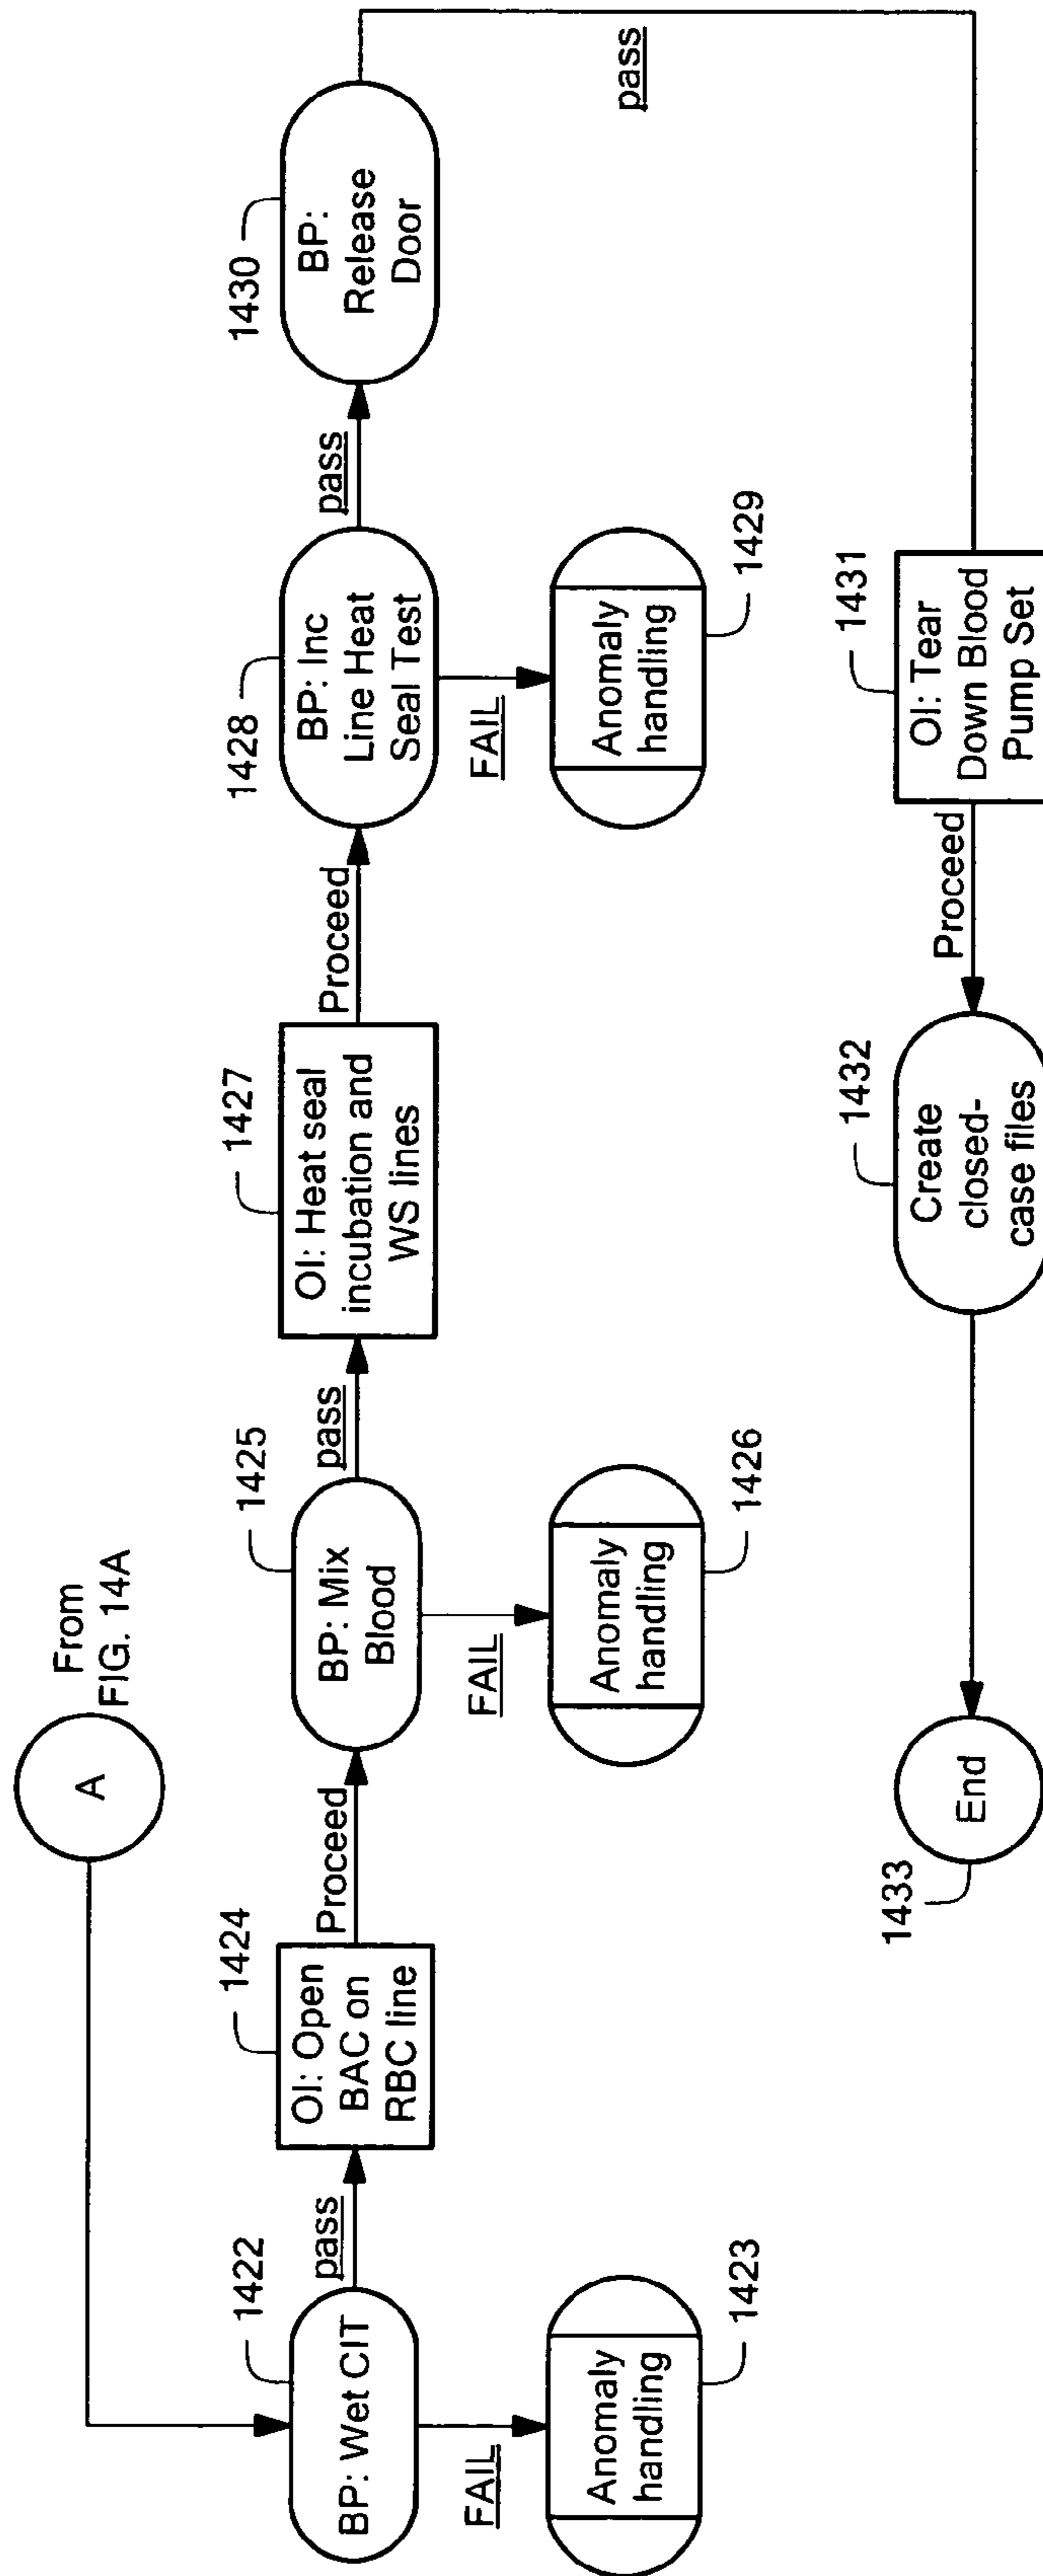 From
FIG. 14A
A
1422
BP: Wet CIT
pass
FAIL
Anomaly
handling
1423
1424
OI: Open
BAC on
RBC line
Proceed
1425
BP: Mix
Blood
pass
FAIL
Anomaly
handling
1426
1427
OI: Heat seal
incubation and
WS lines
Proceed
1428
BP: Inc
Line Heat
Seal Test
pass
FAIL
Anomaly
handling
1429
1430
BP:
Release
Door
pass
1431
OI: Tear
Down Blood
Pump Set
Proceed
1432
Create
closed-
case files
End
1433